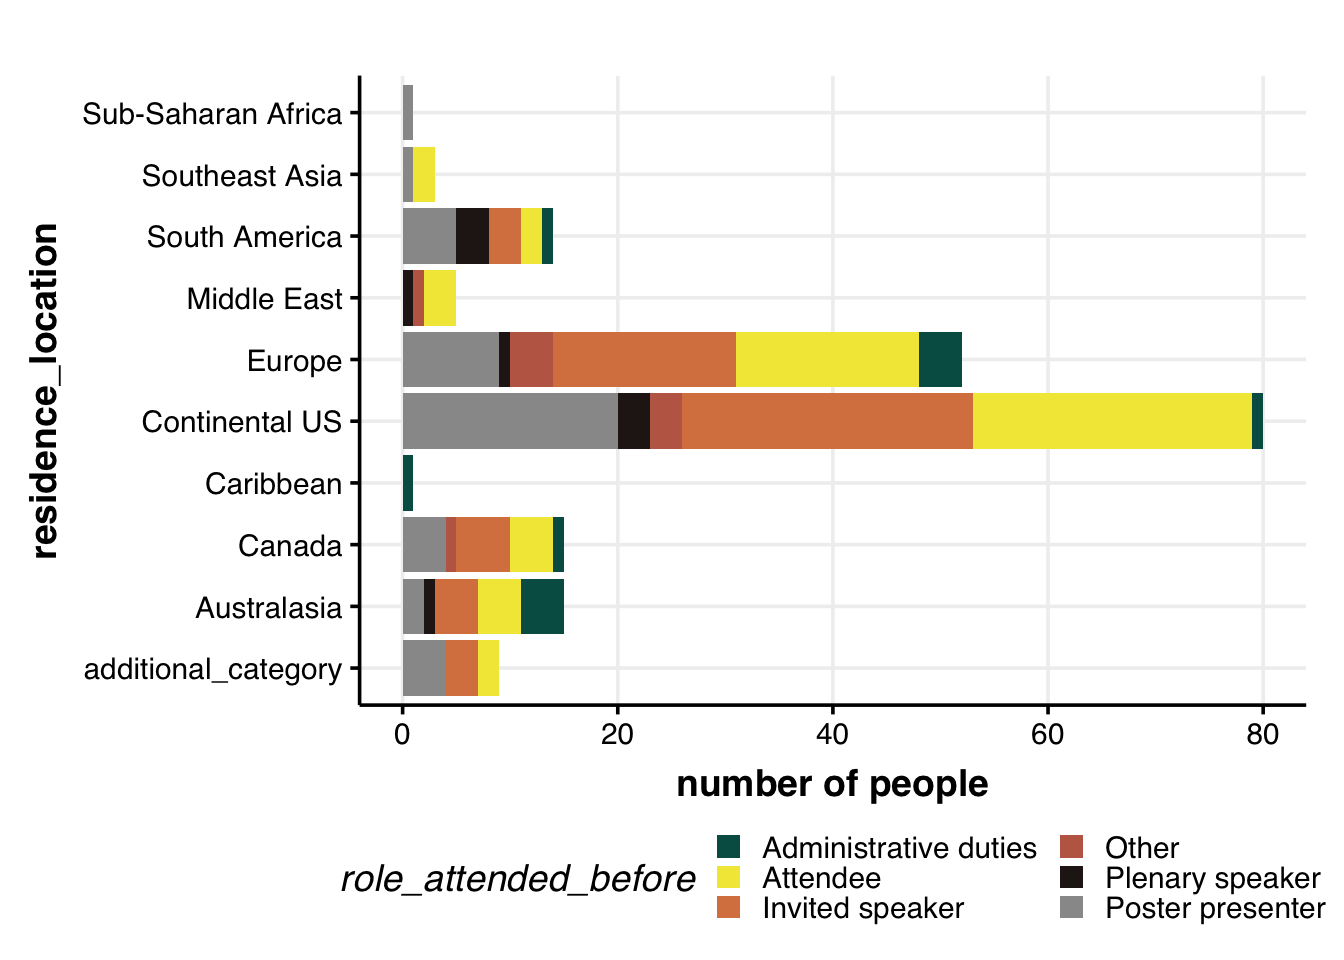 residence_location
Sub-Saharan Africa
Southeast Asia
South America
Middle East
Europe
Continental US
Caribbean
Canada
Australasia
additional_category
0 20 40 60 80
number of people
role_attended_before
Administrative duties
Attendee
Invited speaker
Other
Plenary speaker
Poster presenter